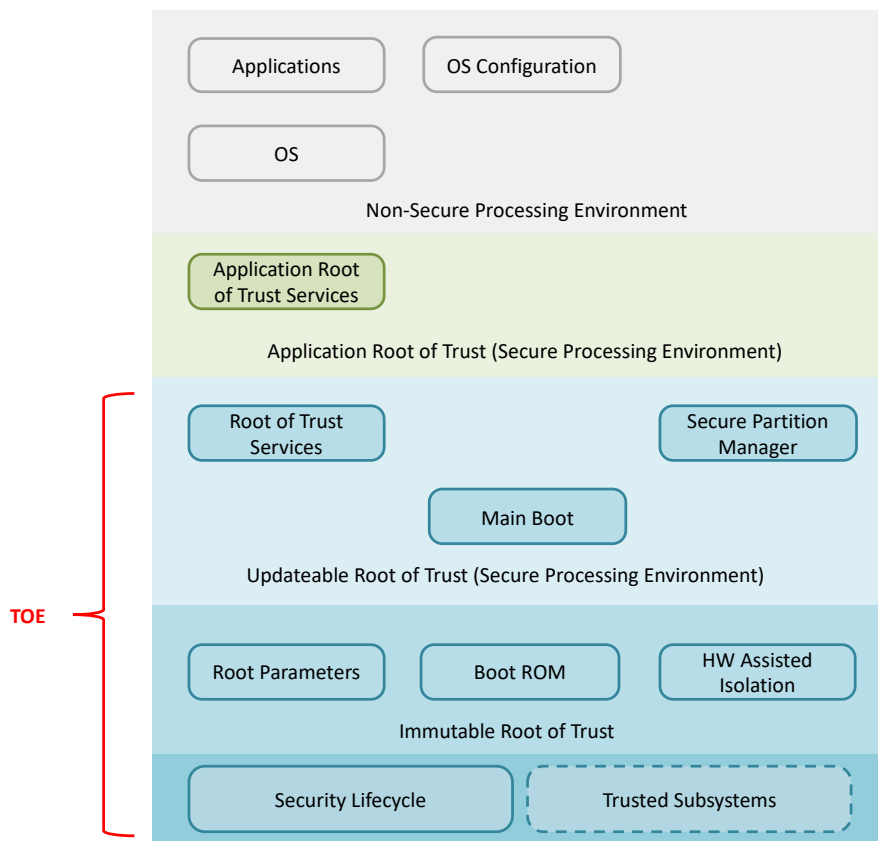 Applications
OS Configuration
OS
Non-Secure Processing Environment
Application Root
of Trust Services
Application Root of Trust (Secure Processing Environment)
Root of Trust
Services
Secure Partition
Manager
Main Boot
Updateable Root of Trust (Secure Processing Environment)
TOE
Root Parameters
Boot ROM
HW Assisted
Isolation
Immutable Root of Trust
Security Lifecycle
Trusted Subsystems